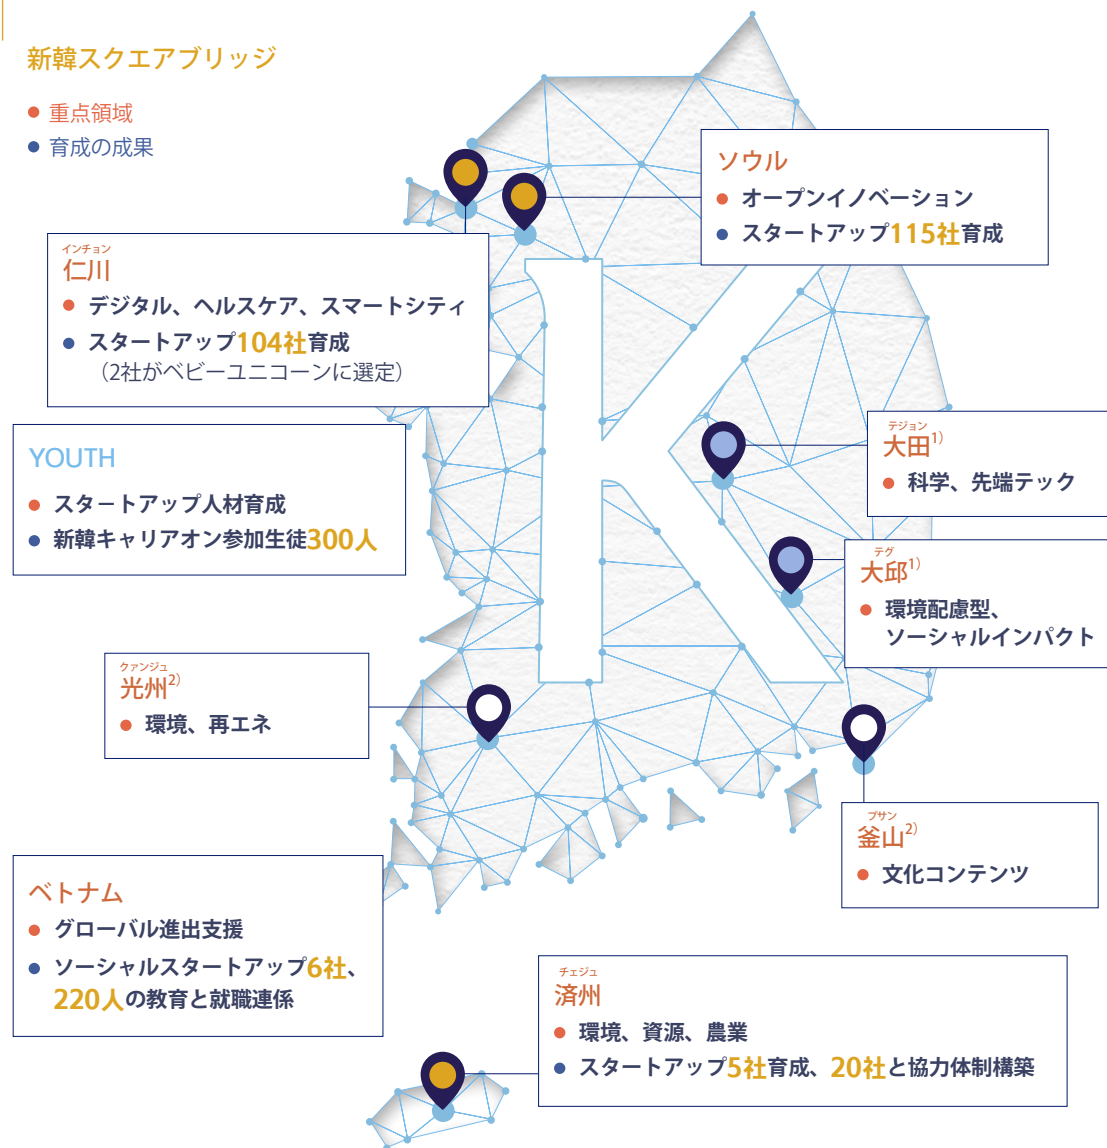 新韓スクエアブリッジ
重点領域
育成の成果
ソウル
オープンイノベーション
スタートアップ115社育成
インチョン
仁川
デジタル、ヘルスケア、スマートシティ
スタートアップ104社育成
（2社がベビーユニコーンに選定）
YOUTH
スタートアップ人材育成
新韓キャリアオン参加生徒300人
テジョン
大田1)
科学、先端テック
テグ
大邱1)
環境配慮型、
ソーシャルインパクト
クァンジュ
光州2)
環境、再エネ
プサン
釜山2)
文化コンテンツ
ベトナム
グローバル進出支援
ソーシャルスタートアップ6社、
220人の教育と就職連係
チェジュ
済州
環境、資源、農業
スタートアップ5社育成、20社と協力体制構築
K